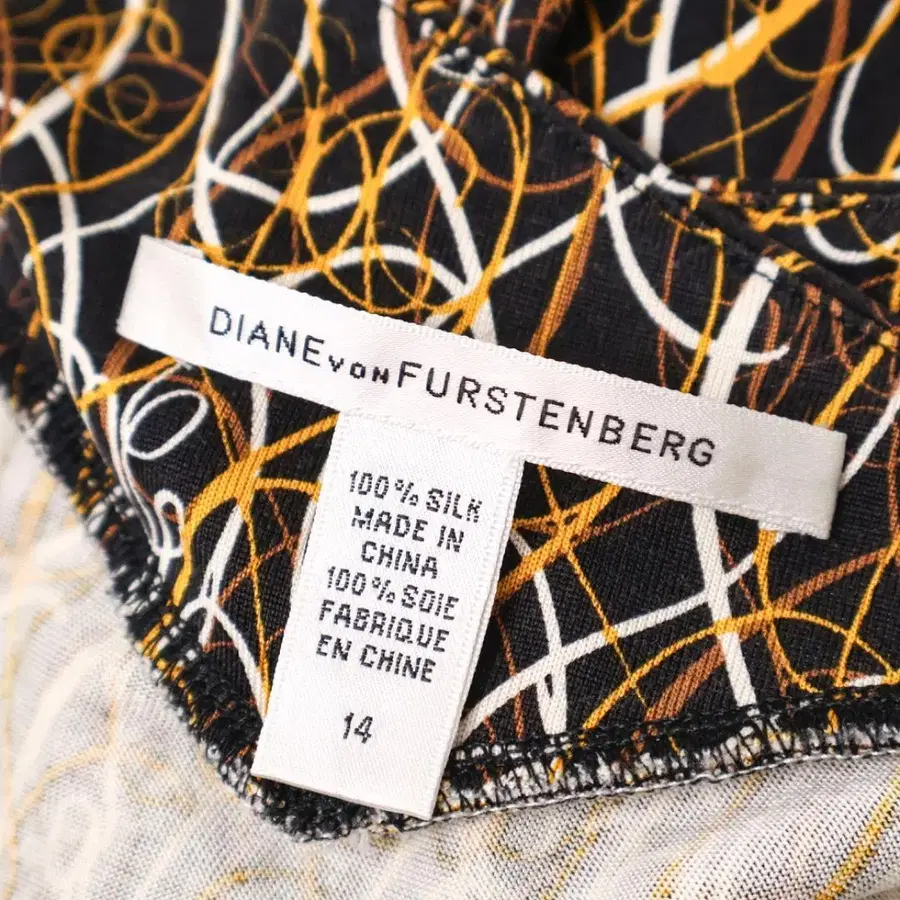 DIANE von FURSTENBERG
100% SILK
MADE IN
CHINA
100% SOIE
FABRIQUE
EN CHINE
14